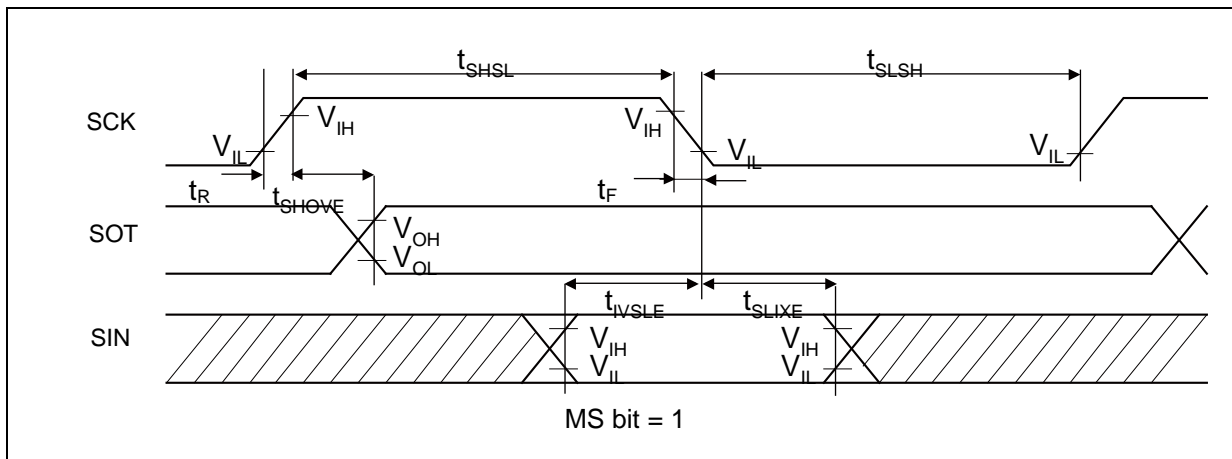 tSHSL
tSLSH
SCK
VIH
VIH
VIL
VIL
VIL
tR
tSHOVE
tF
SOT
VOH
VOL
tIVSLE
tSLIXE
SIN
VIH
VIH
VIL
VIL
MS bit = 1